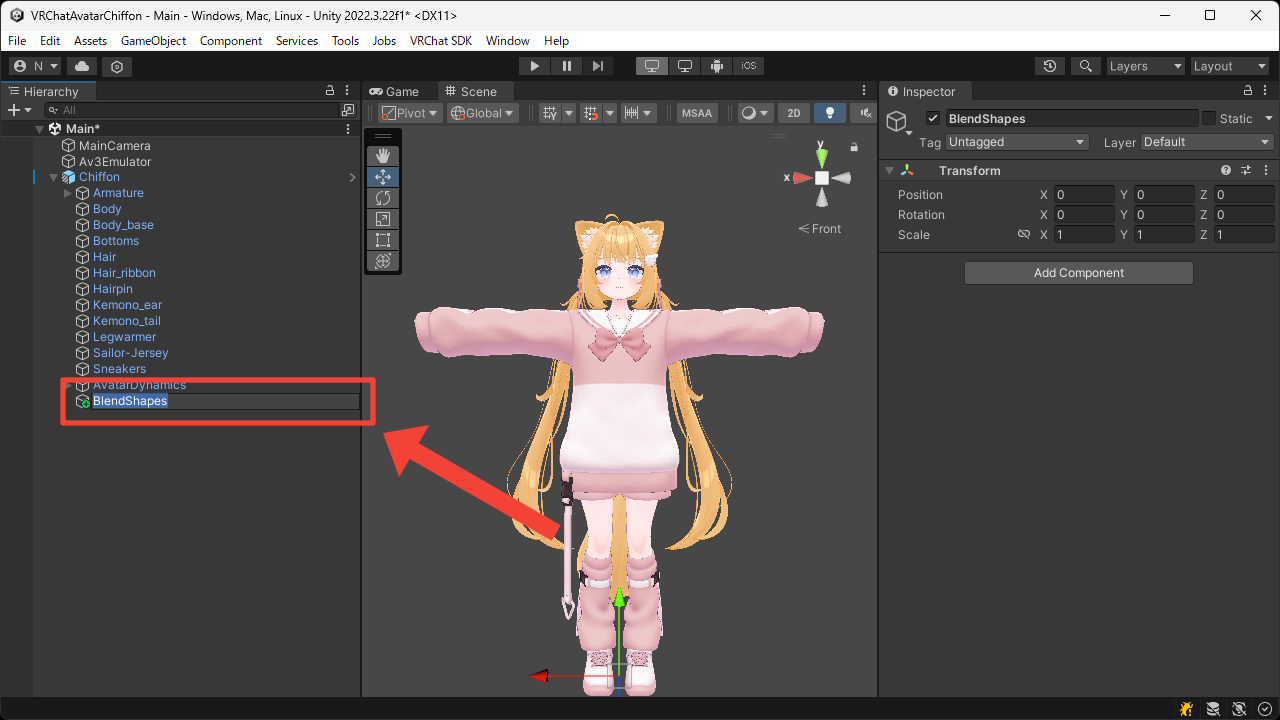 VRChatAvatarChiffon - Main - Windows, Mac, Linux - Unity 2022.3.22f1* <DX11>
File Edit Assets GameObject Component Services Tools Jobs VRChat SDK Window Help
N iOS Layers Layout
Hierarchy
All
Main*
MainCamera
Av3Emulator
Chiffon
Armature
Body
Body_base
Bottoms
Hair
Hair_ribbon
Hairpin
Kemono_ear
Kemono_tail
Legwarmer
Sailor-Jersey
Sneakers
AvatarDynamics
BlendShapes
Game Scene
Pivot Global MSAA 2D
y
x
Front
Inspector
BlendShapes Static
Tag Untagged Layer Default
Transform
Position X 0 Y 0 Z 0
Rotation X 0 Y 0 Z 0
Scale X 1 Y 1 Z 1
Add Component